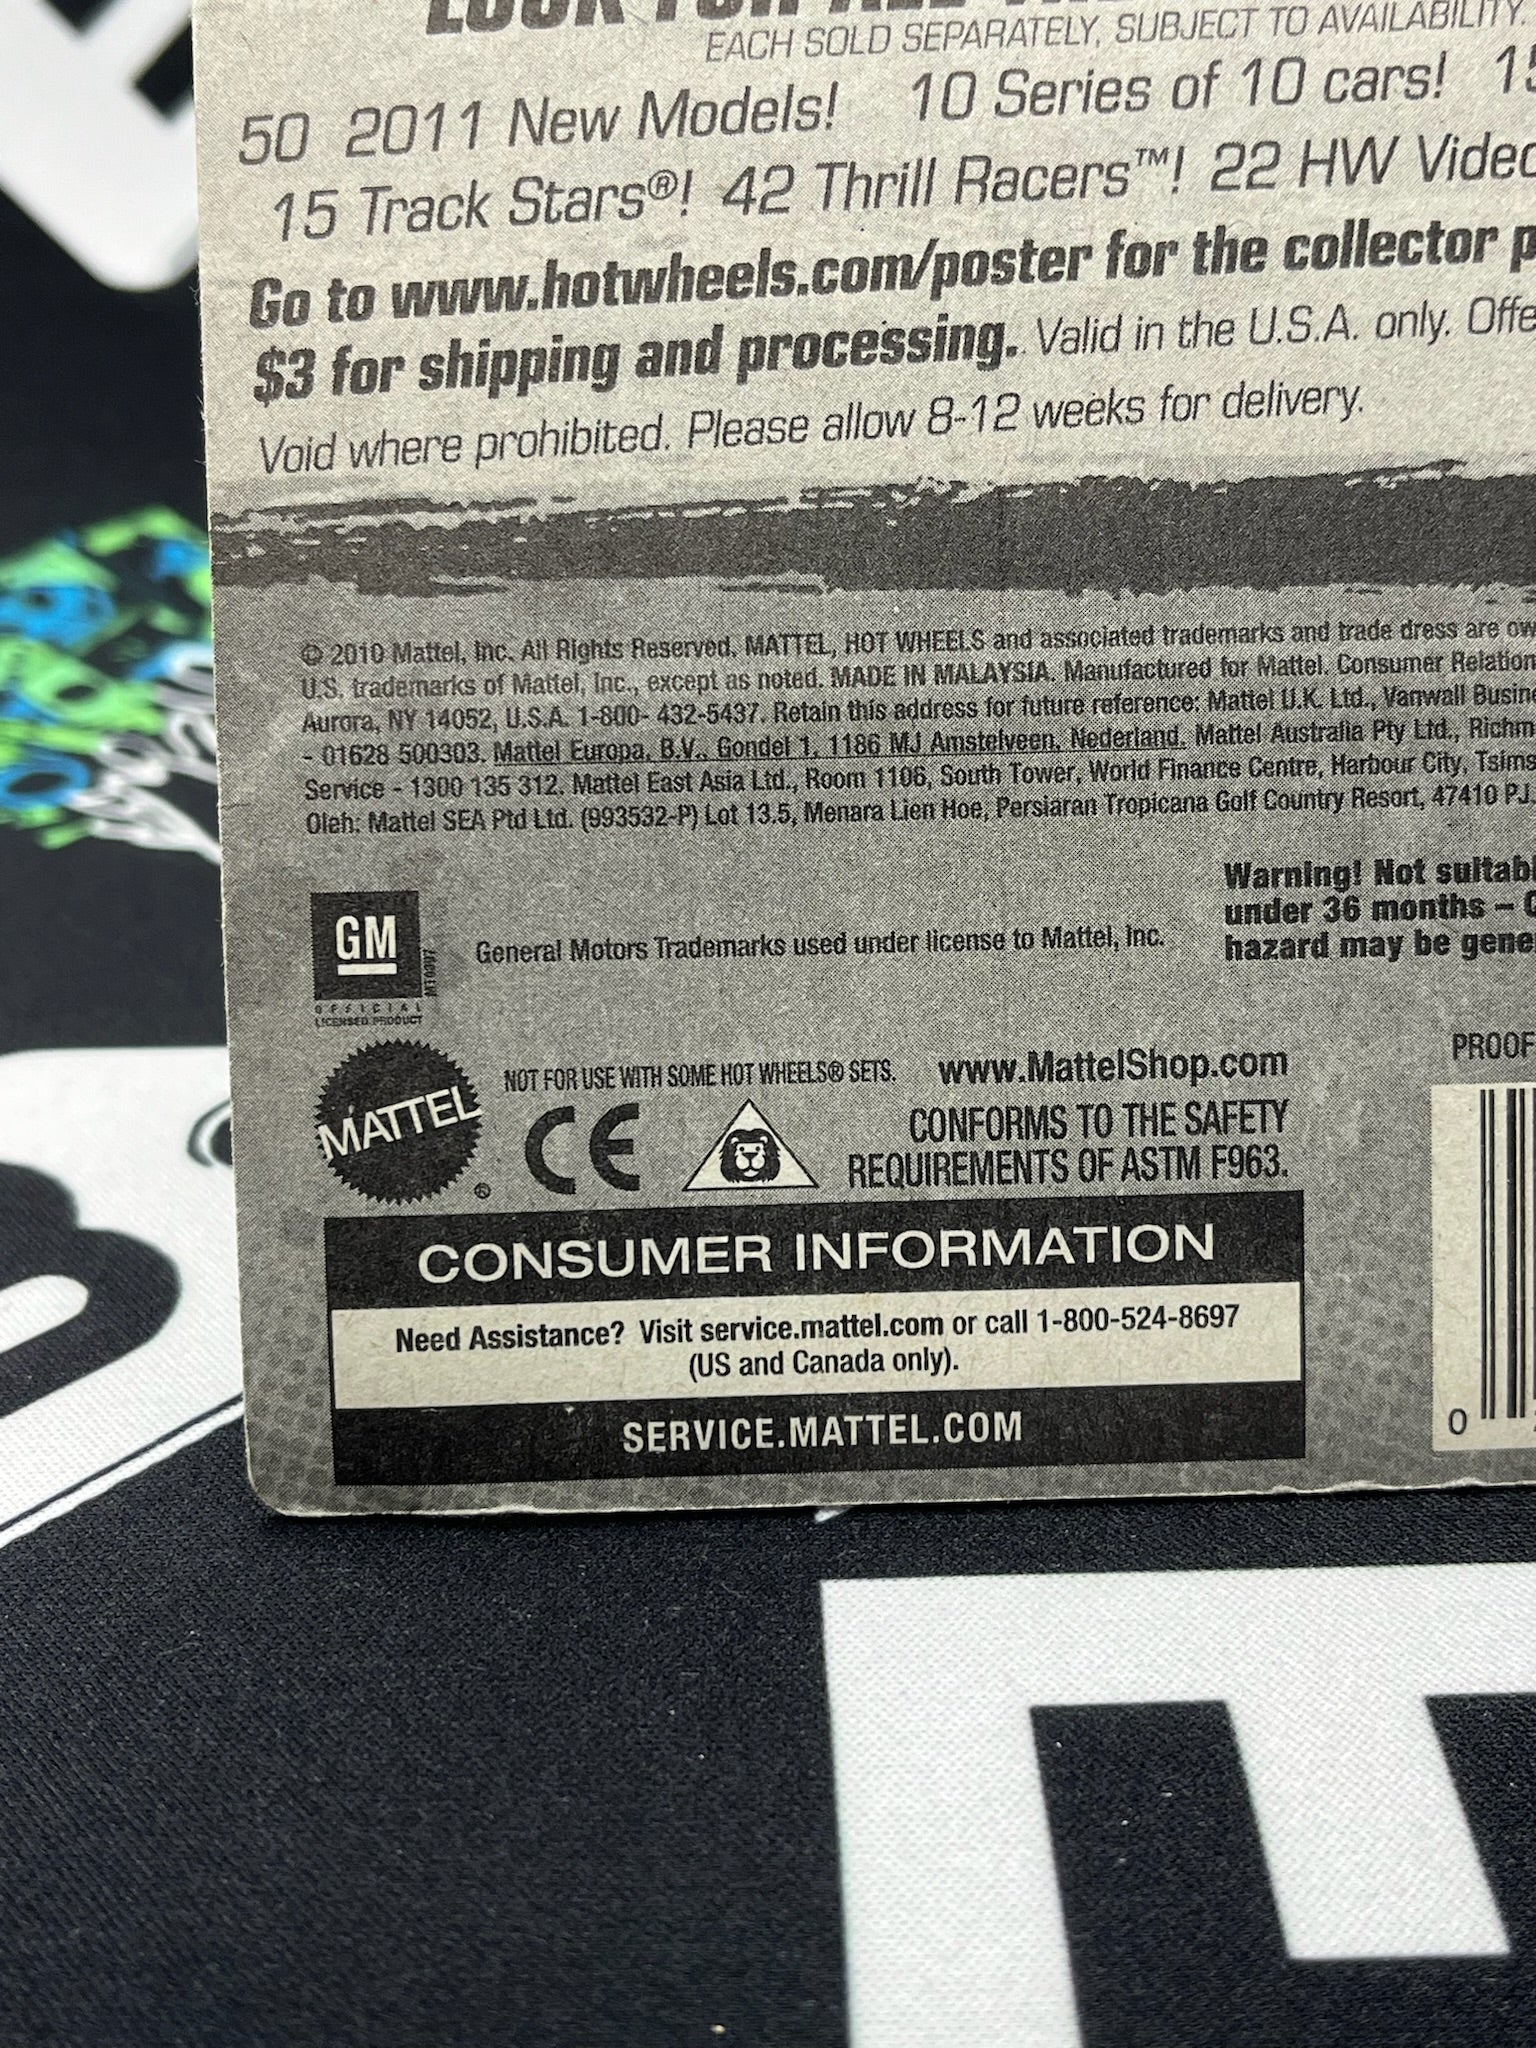 EACH SOLD SEPARATELY, SUBJECT TO AVAILABILITY.
50 2011 New Models! 10 Series of 10 cars!
15 Track Stars®! 42 Thrill Racers™! 22 HW Video
Go to www.hotwheels.com/poster for the collector
$3 for shipping and processing. Valid in the U.S.A. only.
Void where prohibited. Please allow 8-12 weeks for delivery.
© 2010 Mattel, Inc. All Rights Reserved. MATTEL, HOT WHEELS and associated trademarks and trade dress are
U.S. trademarks of Mattel, Inc., except as noted. MADE IN MALAYSIA. Manufactured for Mattel. Consumer
Aurora, NY 14052, U.S.A. 1-800- 432-5437. Retain this address for future reference: Mattel U.K. Ltd., Vanwall
- 01628 500303. Mattel Europa, B.V., Gondel 1, 1186 MJ Amstelveen, Nederland. Mattel Australia Pty Ltd.,
Service - 1300 135 312. Mattel East Asia Ltd., Room 1106, South Tower, World Finance Centre, Harbour City,
Oleh: Mattel SEA Ptd Ltd. (993532-P) Lot 13.5, Menara Lien Hoe, Persiaran Tropicana Golf Country Resort, 47410 PJ
Warning! Not
under 36 months –
hazard may be
GM
General Motors Trademarks used under license to Mattel, Inc.
OFFICIAL
LICENSED PRODUCT
PROOF
MATTEL ®
NOT FOR USE WITH SOME HOT WHEELS® SETS. www.MattelShop.com
CE
CONFORMS TO THE SAFETY
REQUIREMENTS OF ASTM F963.
CONSUMER INFORMATION
Need Assistance? Visit service.mattel.com or call 1-800-524-8697
(US and Canada only).
0
SERVICE.MATTEL.COM